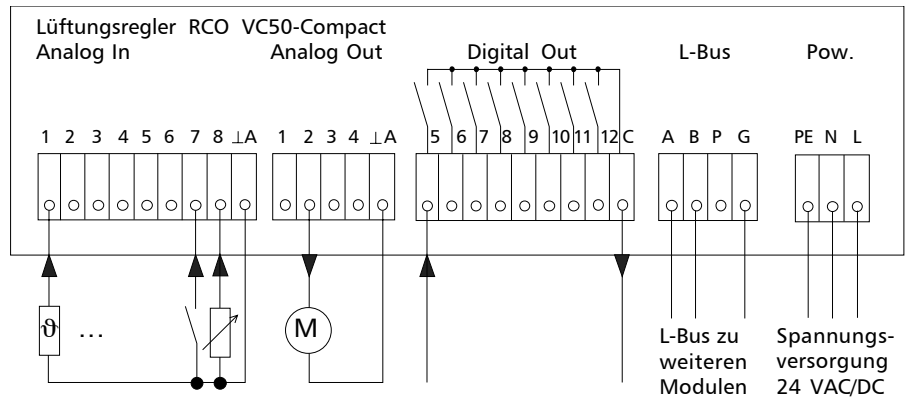 Lüftungsregler RCO VC50-Compact
Analog In Analog Out Digital Out L-Bus Pow.
1 2 3 4 5 6 7 8 ⊥A 1 2 3 4 ⊥A 5 6 7 8 9 10 11 12 C A B P G PE N L
ϑ ... M
L-Bus zu
weiteren
Modulen
Spannungs-
versorgung
24 VAC/DC